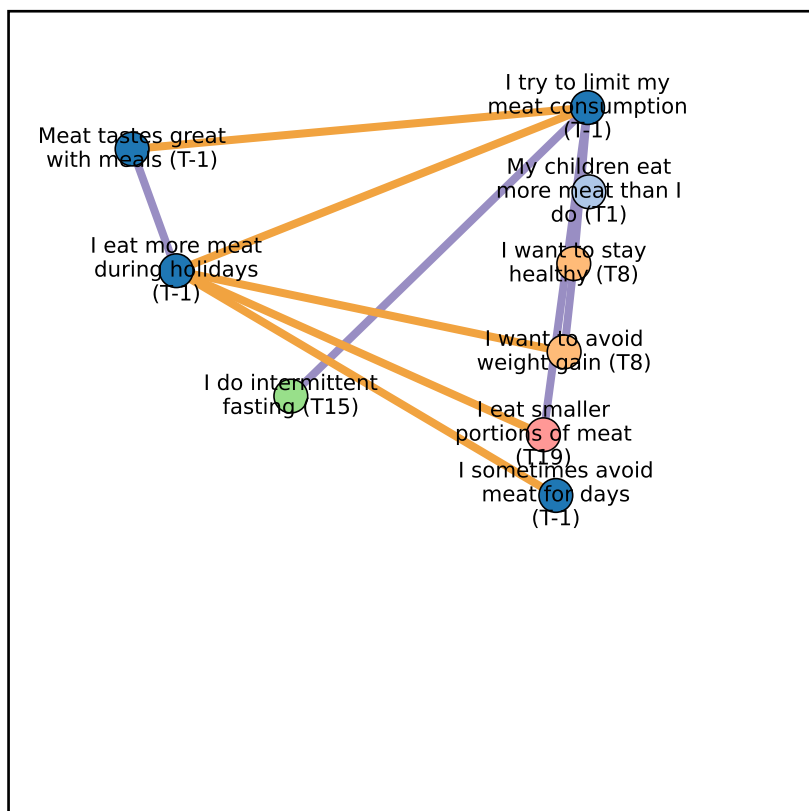 I try to limit my
meat consumption
(T-1)
Meat tastes great
with meals (T-1)
My children eat
more meat than I
do (T1)
I eat more meat
during holidays
(T-1)
I want to stay
healthy (T8)
I want to avoid
weight gain (T8)
I do intermittent
fasting (T15)
I eat smaller
portions of meat
(T19)
I sometimes avoid
meat for days
(T-1)